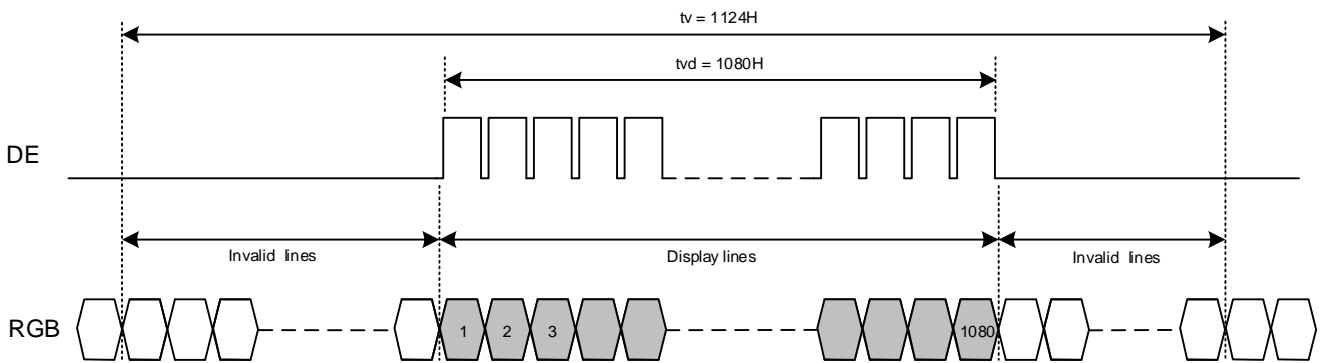 tv = 1124H
tvd = 1080H
DE
Invalid lines
Display lines
Invalid lines
RGB
1
2
3
1080